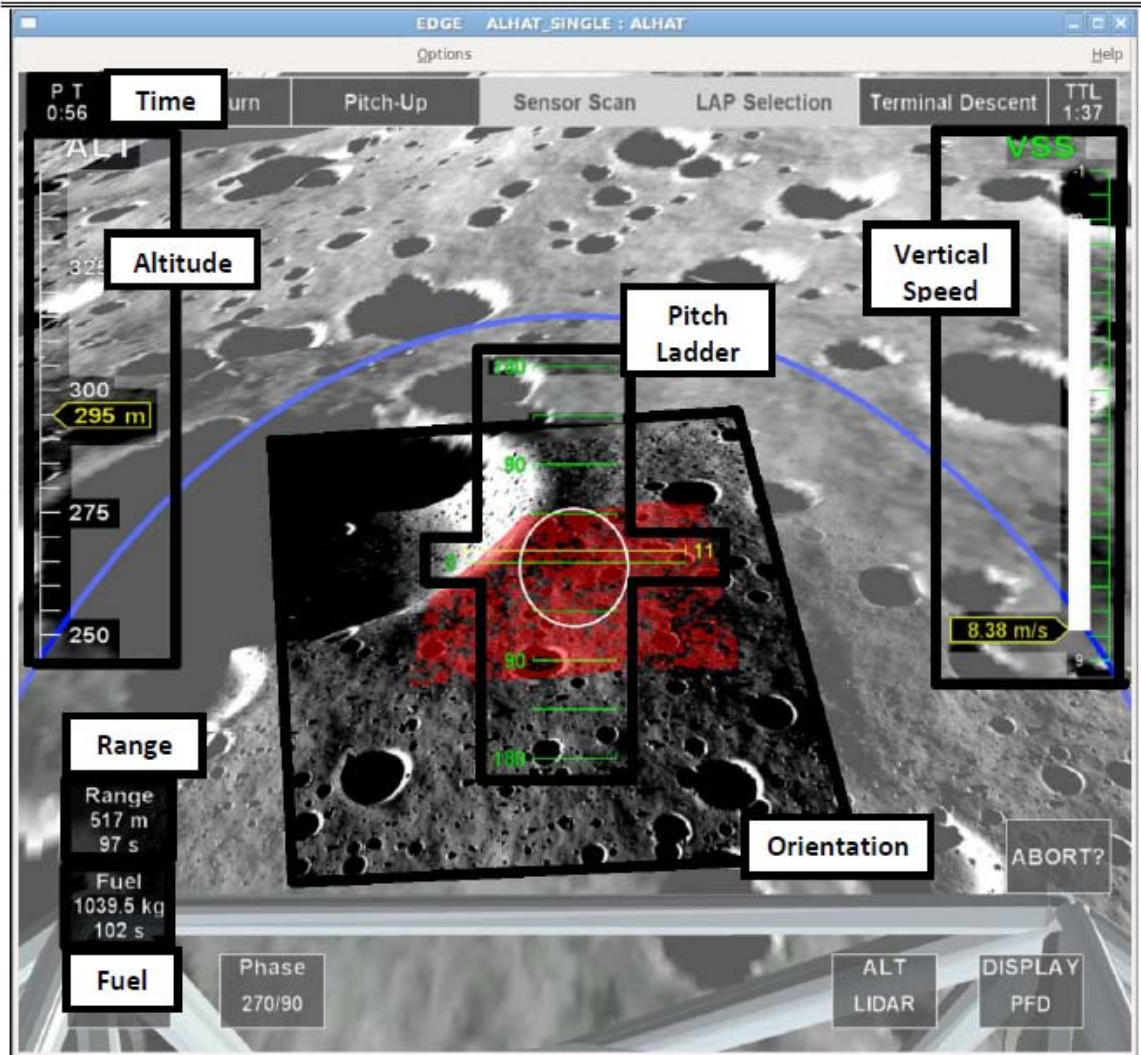 EDGE ALHAT_SINGLE : ALHAT
Options Help
P T
0:56
Time
urn
Pitch-Up
Sensor Scan
LAP Selection
Terminal Descent
TTL
1:37
ALT
VSS
-1
325
Altitude
Vertical
Speed
Pitch
Ladder
180
300
295 m
90
275
11
250
90
8.38 m/s
9
180
Range
Range
517 m
97 s
Orientation
ABORT?
Fuel
1039.5 kg
102 s
Fuel
Phase
270/90
ALT
LIDAR
DISPLAY
PFD